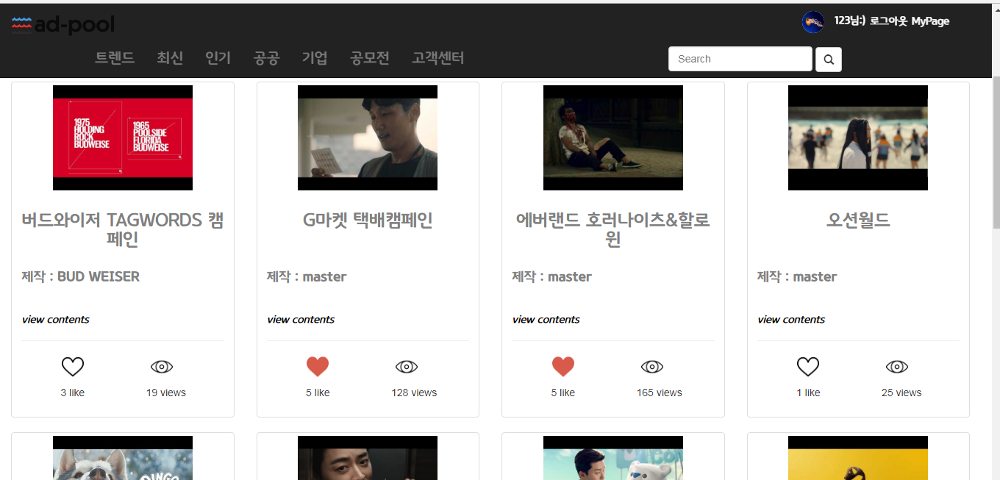 ad-pool
123님:) 로그아웃 MyPage
트렌드 최신 인기 공공 기업 공모전 고객센터
Search
1975
HOLDING
ROCK
BUDWEISE
1965
POOLSIDE
FLORIDA
BUDWEISE
버드와이저 TAGWORDS 캠
페인
제작 : BUD WEISER
view contents
3 like
19 views
G마켓 택배캠페인
제작 : master
view contents
5 like
128 views
에버랜드 호러나이츠&할로
윈
제작 : master
view contents
5 like
165 views
오션월드
제작 : master
view contents
1 like
25 views